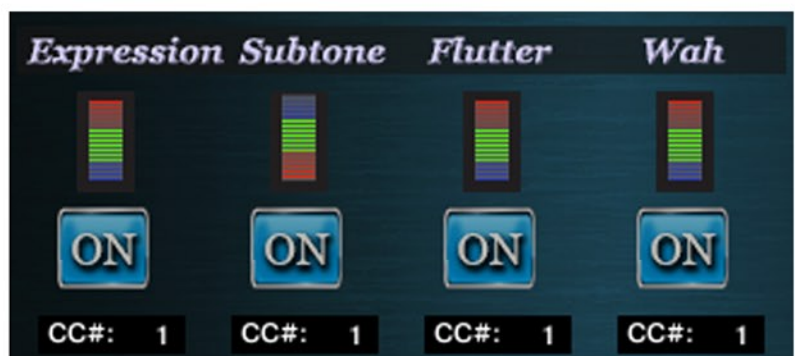 Expression Subtone Flutter Wah
ON ON ON ON
CC#: 1 CC#: 1 CC#: 1 CC#: 1